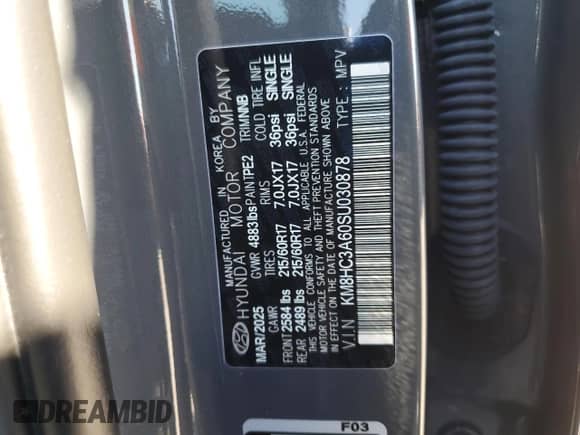 MANUFACTURED IN KOREA BY
HYUNDAI MOTOR COMPANY
MAR/2025 GVWR 4883lbs PAINT PE2 TRIM NNB
GAWR TIRES RIMS COLD TIRE INFL
FRONT 2584 lbs 215/60R17 7.0JX17 36psi SINGLE
REAR 2489 lbs 215/60R17 7.0JX17 36psi SINGLE
THIS VEHICLE CONFORMS TO ALL APPLICABLE U.S.A. FEDERAL
MOTOR VEHICLE SAFETY AND THEFT PREVENTION STANDARDS
IN EFFECT ON THE DATE OF MANUFACTURE SHOWN ABOVE
V.I.N : KM8HC3A60SU030878 TYPE : MPV
F03
DREAMBID